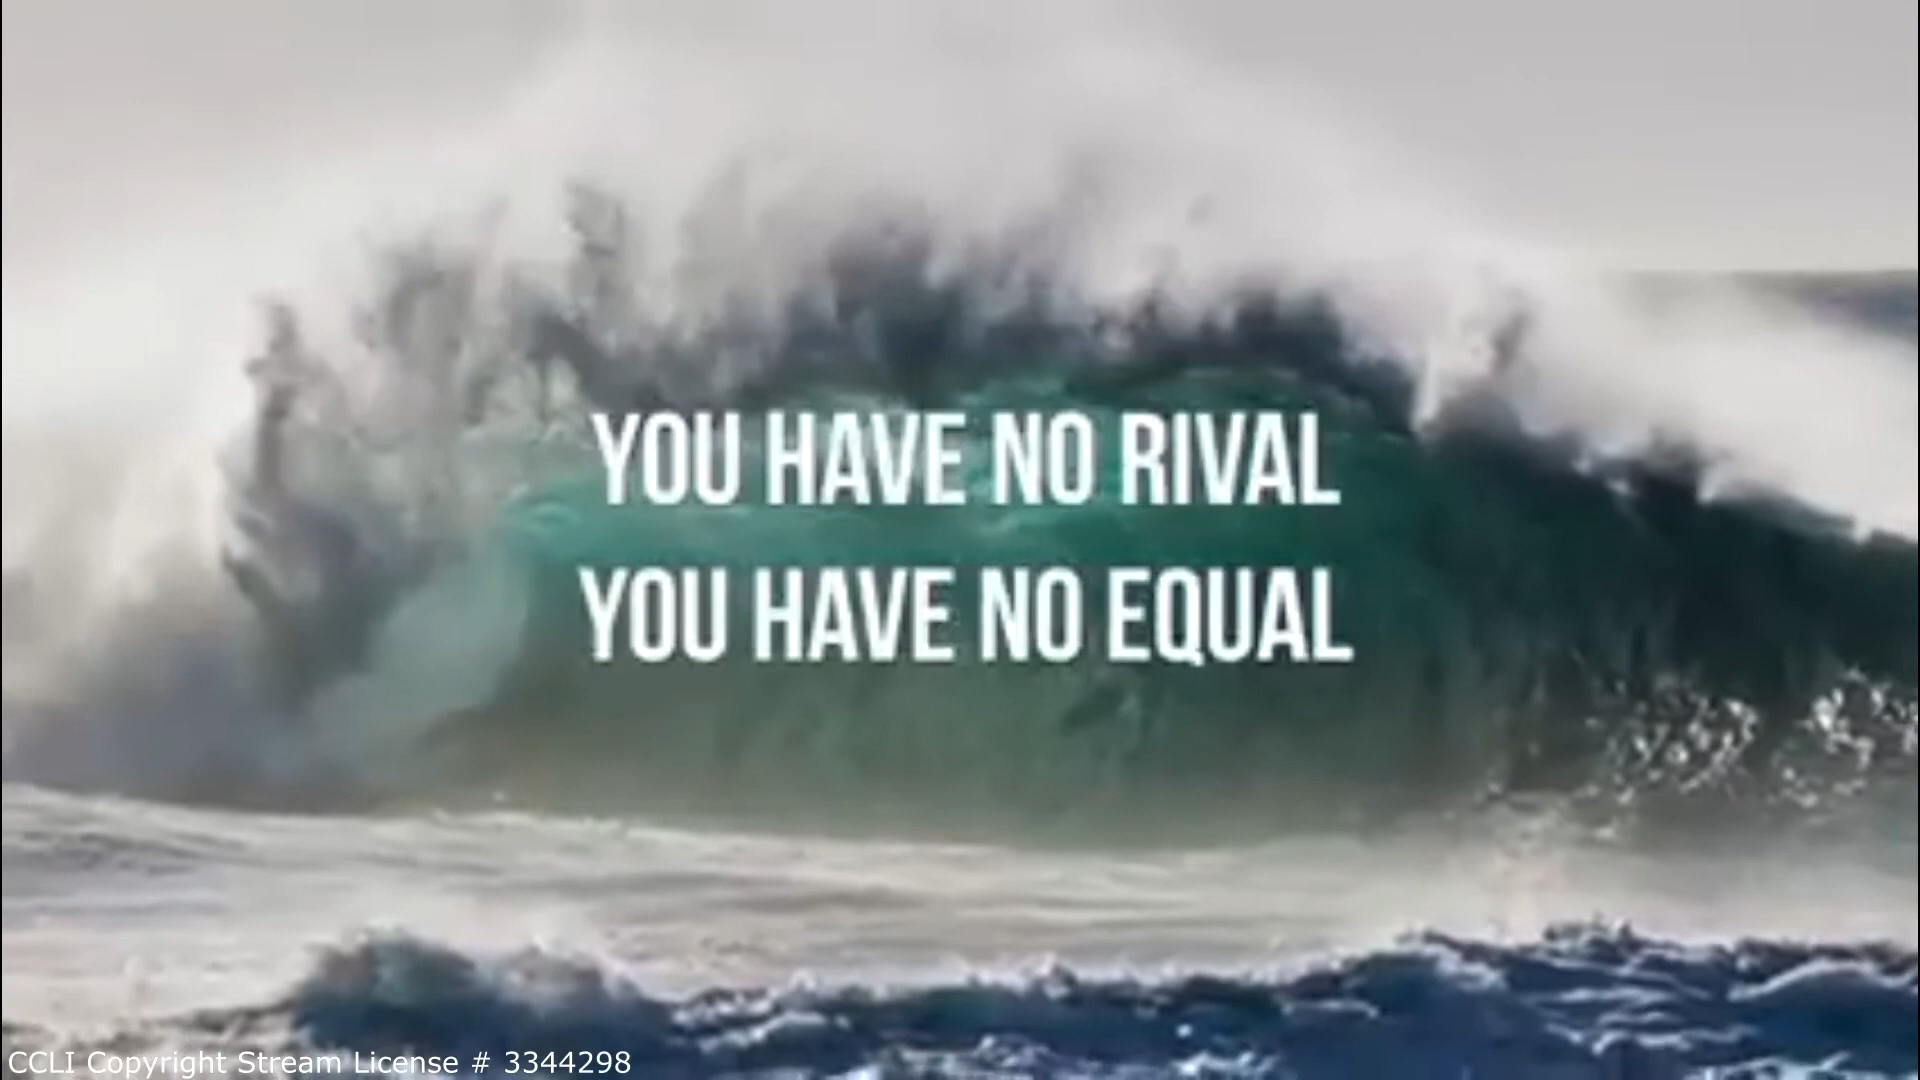 YOU HAVE NO RIVAL
YOU HAVE NO EQUAL
CCLI Copyright Stream License # 3344298